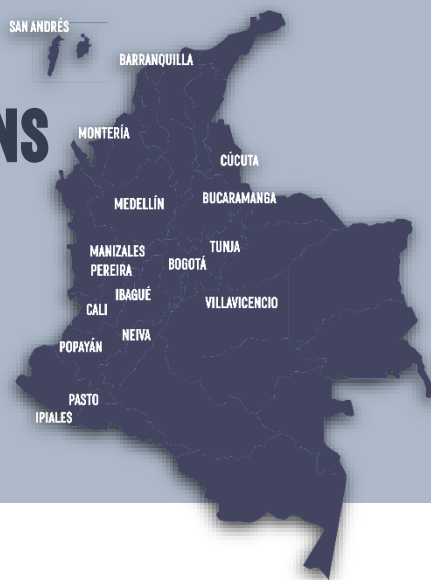 SAN ANDRÉS
BARRANQUILLA
NS
MONTERÍA
CÚCUTA
MEDELLÍN
BUCARAMANGA
MANIZALES
TUNJA
PEREIRA
BOGOTÁ
IBAGUÉ
VILLAVICENCIO
CALI
NEIVA
POPAYÁN
PASTO
IPIALES